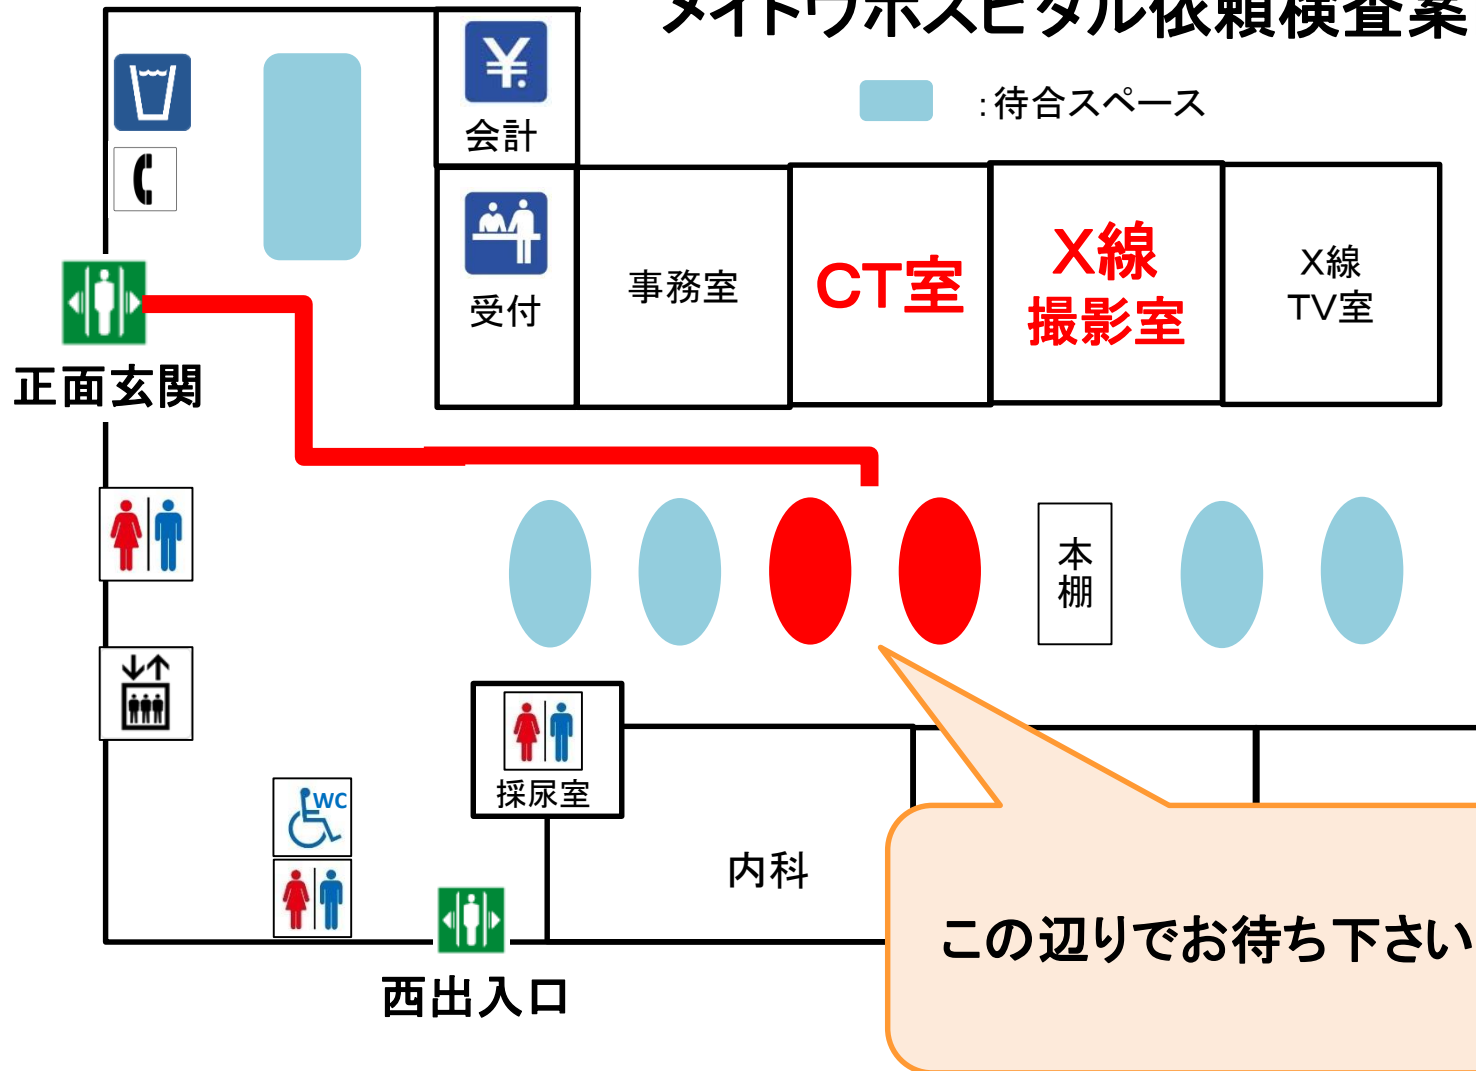 メイトウホスピタル依頼検査案
：待合スペース
￥
会計
受付
事務室
CT室
X線
撮影室
X線
TV室
正面玄関
本
棚
採尿室
WC
内科
この辺りでお待ち下さい
西出入口